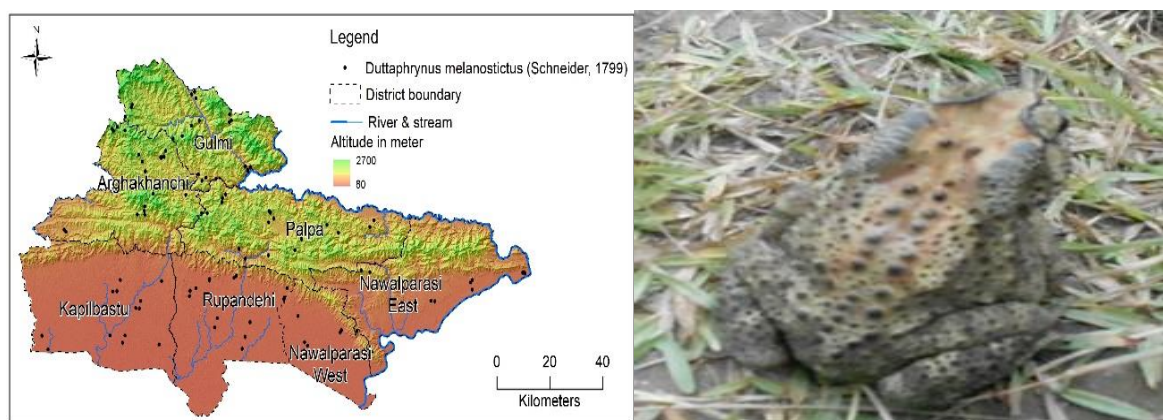 N
Legend
Duttaphrynus melanostictus (Schneider, 1799)
District boundary
River & stream
Altitude in meter
2700
80
Gulmi
Arghakhanchi
Palpa
Nawalparasi
East
Kapilbastu
Rupandehi
Nawalparasi
West
0 20 40
Kilometers